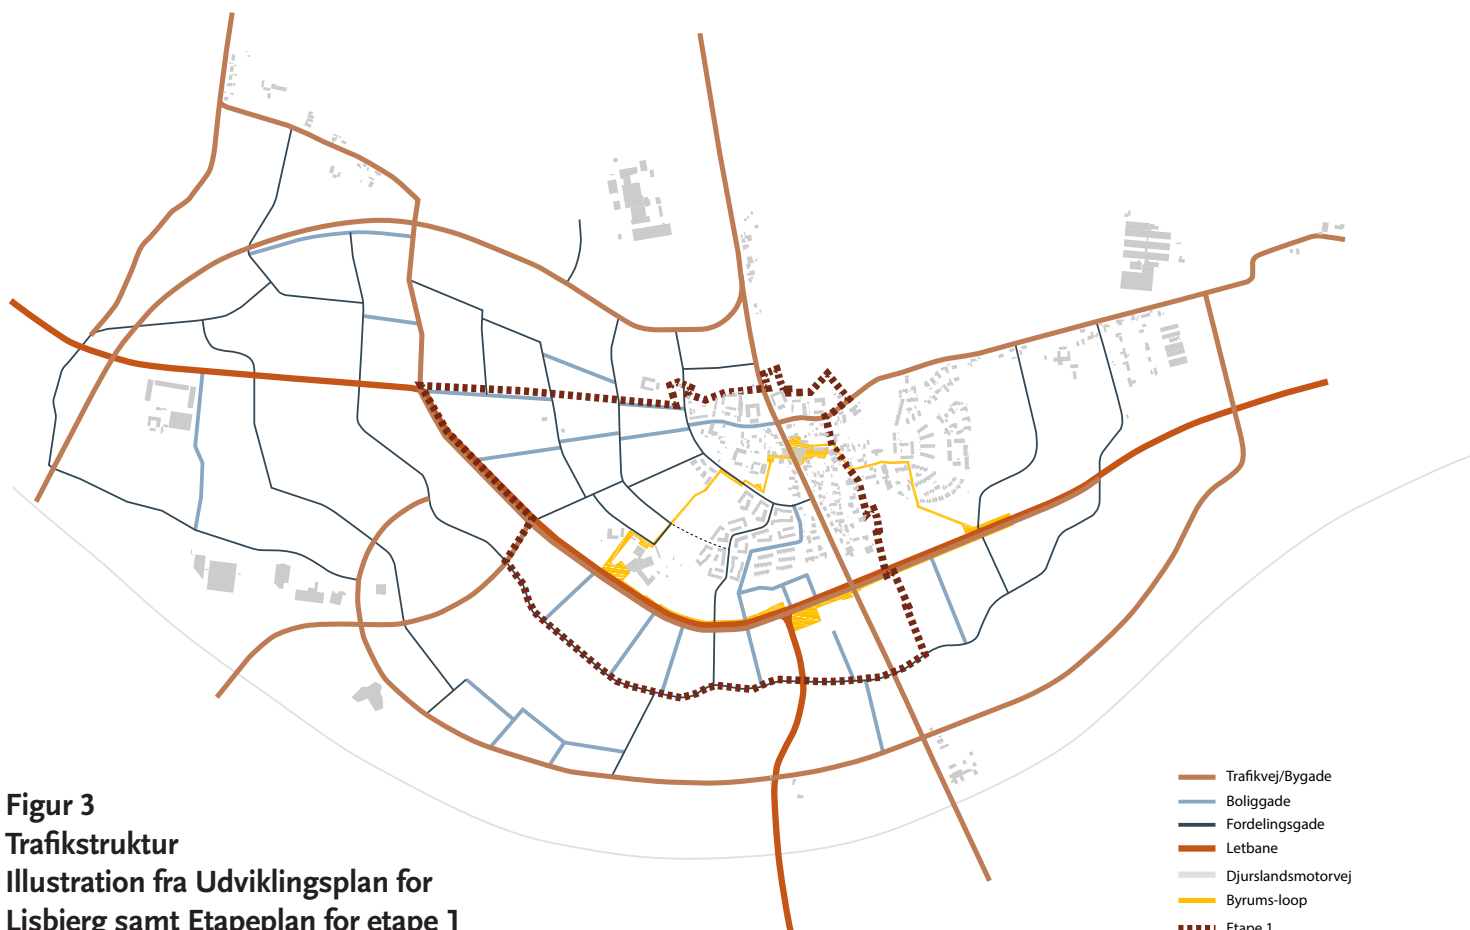 Trafikvej/Bygade
Boliggade
Fordelingsgade
Letbane
Djurslandsmotorvej
Byrums-loop
Etape 1
Figur 3
Trafikstruktur
Illustration fra Udviklingsplan for
Lisbjerg samt Etapeplan for etape 1